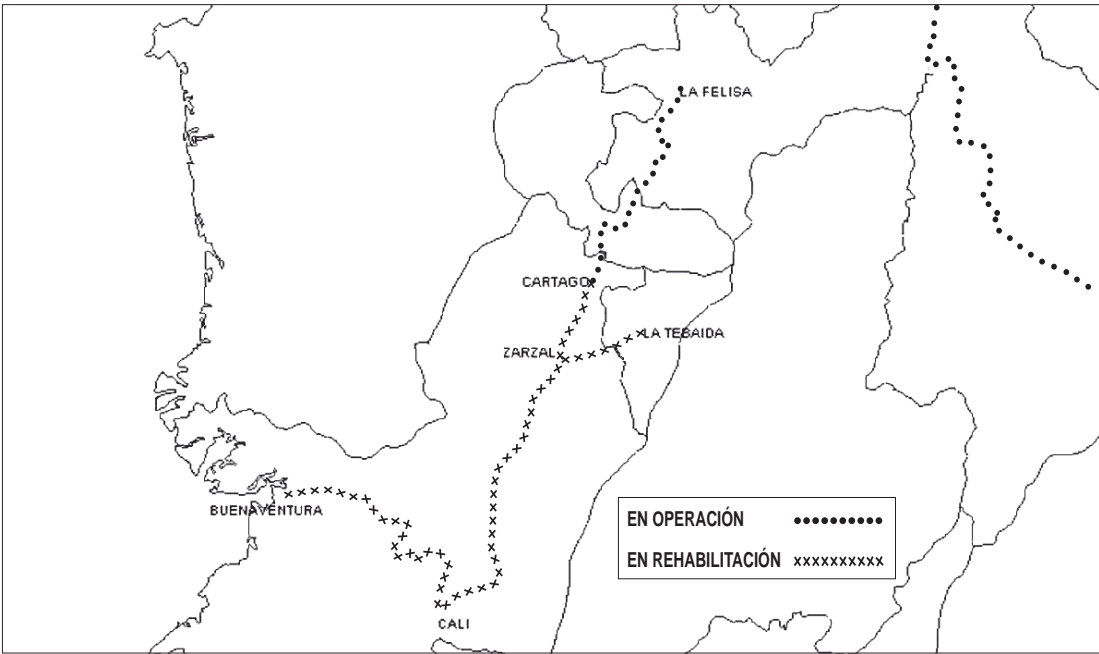 LA FELISA
CARTAGO
LA TEBAIDA
ZARZAL
BUENAVENTURA
EN OPERACIÓN
EN REHABILITACIÓN xxxxxxxxxx
CALI